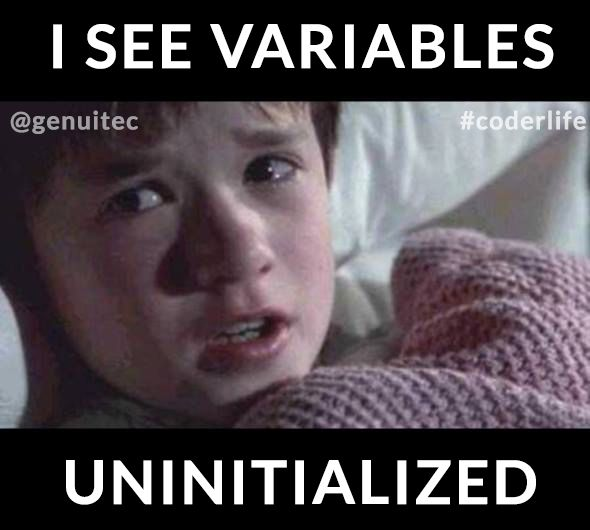 I SEE VARIABLES
@genuitec #coderlife
UNINITIALIZED